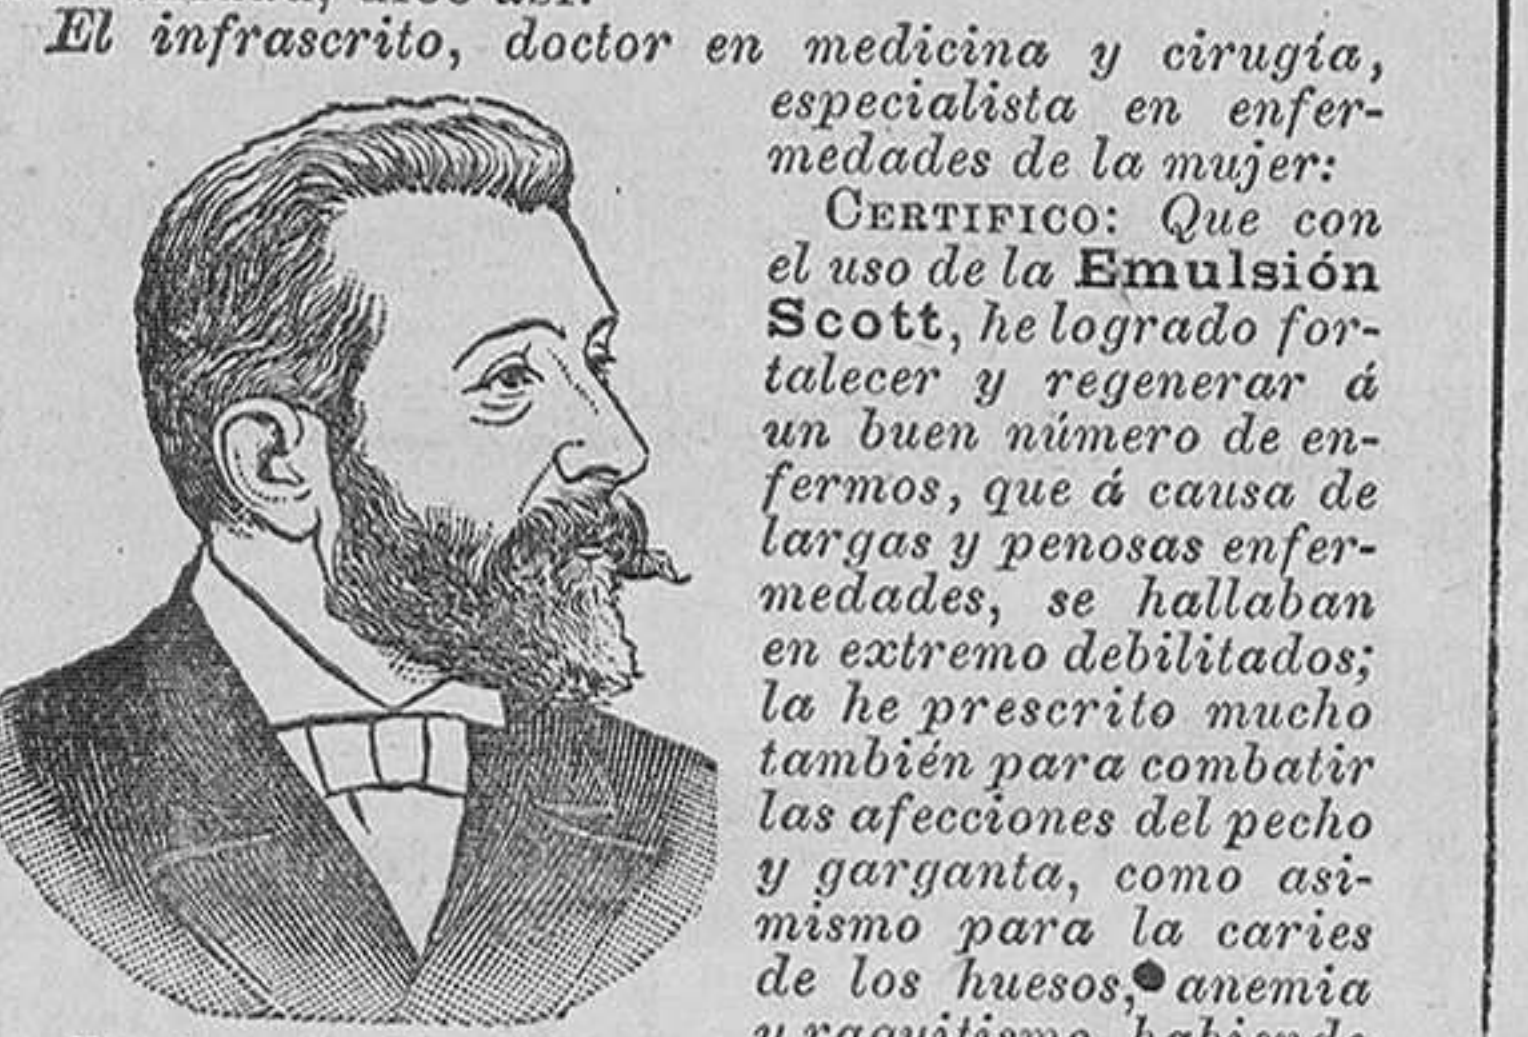 El infrascrito, doctor en medicina y cirugía,
especialista en enfer-
medades de la mujer:
CERTIFICO: Que con
el uso de la Emulsión
Scott, he logrado for-
talecer y regenerar á
un buen número de en-
fermos, que á causa de
largas y penosas enfer-
medades, se hallaban
en extremo debilitados;
la he prescrito mucho
también para combatir
las afecciones del pecho
y garganta, como asi-
mismo para la caries
de los huesos, anemia
y raquitismo, habiendo